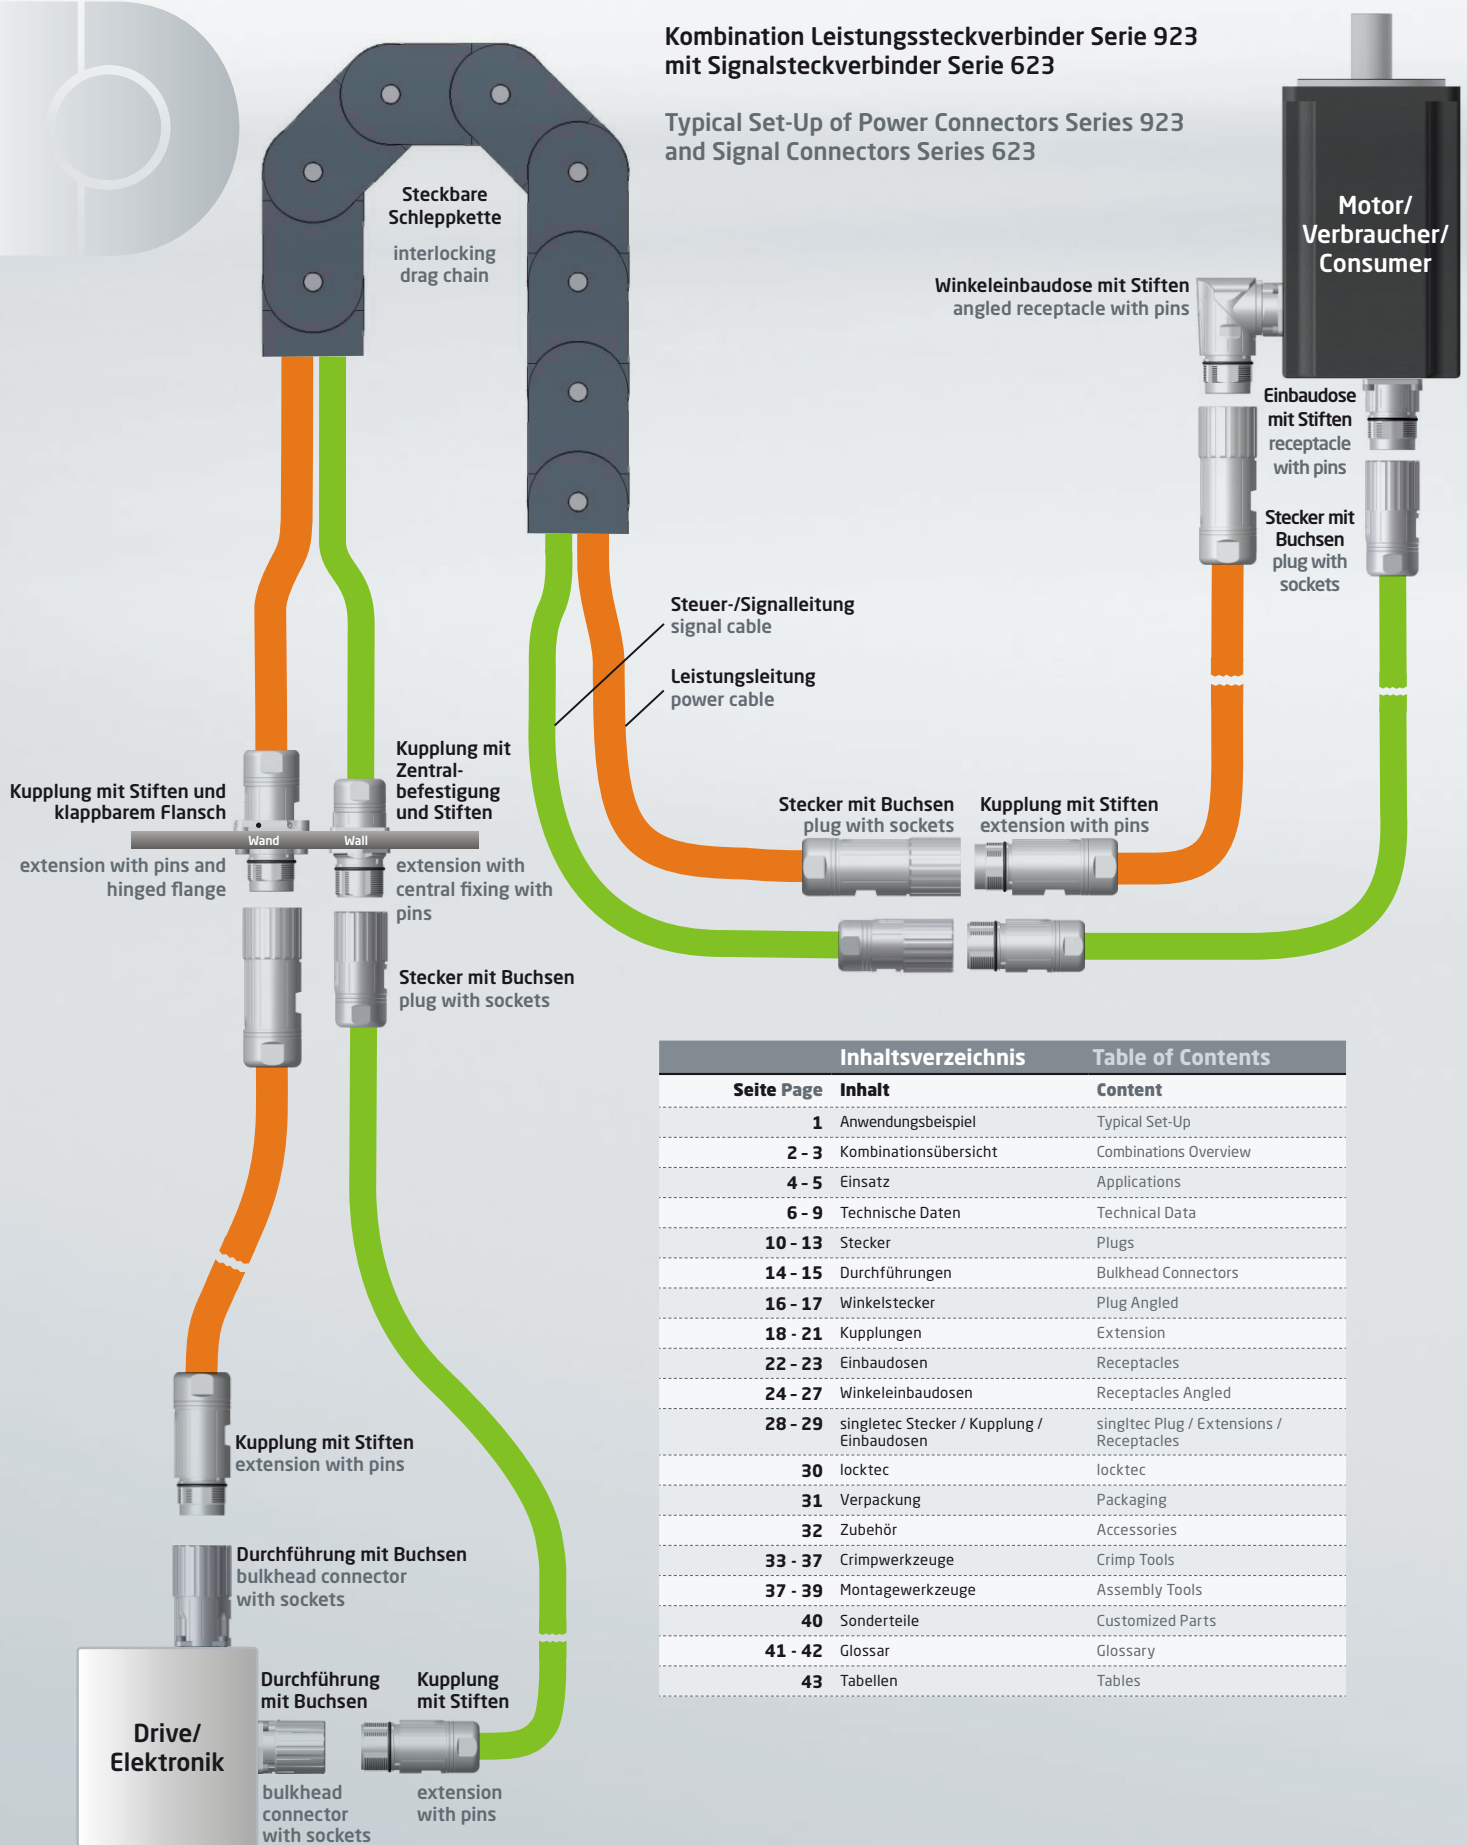 Kombination Leistungssteckverbinder Serie 923
mit Signalsteckverbinder Serie 623
Typical Set-Up of Power Connectors Series 923
and Signal Connectors Series 623
Motor/
Verbraucher/
Consumer
Steckbare
Schleppkette
interlocking
drag chain
Winkeleinbaudose mit Stiften
angled receptacle with pins
Einbaudose
mit Stiften
receptacle
with pins
Stecker mit
Buchsen
plug with
sockets
Steuer-/Signalleitung
signal cable
Leistungsleitung
power cable
Kupplung mit Stiften und
klappbarem Flansch
Wand
extension with pins and
hinged flange
Kupplung mit
Zentral-
befestigung
und Stiften
Wall
extension with
central fixing with
pins
Stecker mit Buchsen
plug with sockets
Kupplung mit Stiften
extension with pins
Stecker mit Buchsen
plug with sockets
Inhaltsverzeichnis Table of Contents
Seite Page Inhalt Content
1 Anwendungsbeispiel Typical Set-Up
2 – 3 Kombinationsübersicht Combinations Overview
4 – 5 Einsatz Applications
6 – 9 Technische Daten Technical Data
10 – 13 Stecker Plugs
14 – 15 Durchführungen Bulkhead Connectors
16 – 17 Winkelstecker Plug Angled
18 - 21 Kupplungen Extension
22 – 23 Einbaudosen Receptacles
24 – 27 Winkeleinbaudosen Receptacles Angled
28 – 29 singletec Stecker / Kupplung / singltec Plug / Extensions /
Einbaudosen Receptacles
30 locktec locktec
31 Verpackung Packaging
32 Zubehör Accessories
33 - 37 Crimpwerkzeuge Crimp Tools
37 - 39 Montagewerkzeuge Assembly Tools
40 Sonderteile Customized Parts
41 - 42 Glossar Glossary
43 Tabellen Tables
Kupplung mit Stiften
extension with pins
Durchführung mit Buchsen
bulkhead connector
with sockets
Drive/
Elektronik
Durchführung
mit Buchsen
bulkhead
connector
with sockets
Kupplung
mit Stiften
extension
with pins